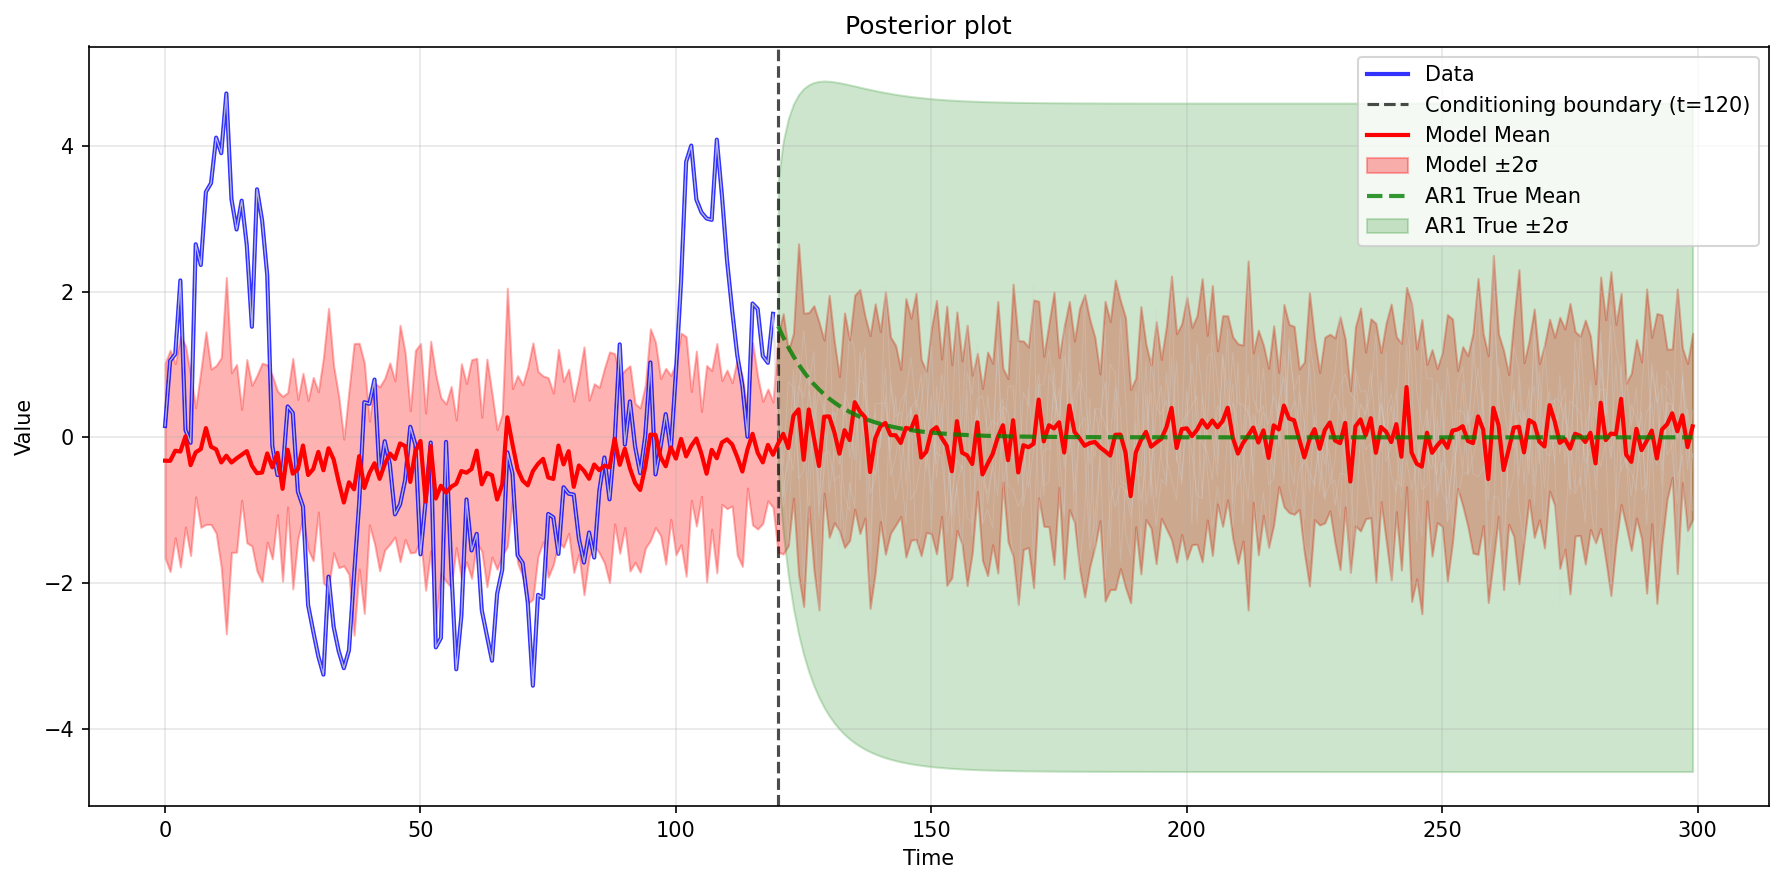 Posterior plot
Data
Conditioning boundary (t=120)
Model Mean
Model ±2σ
AR1 True Mean
AR1 True ±2σ
Value
4
2
0
−2
−4
0
50
100
150
200
250
300
Time